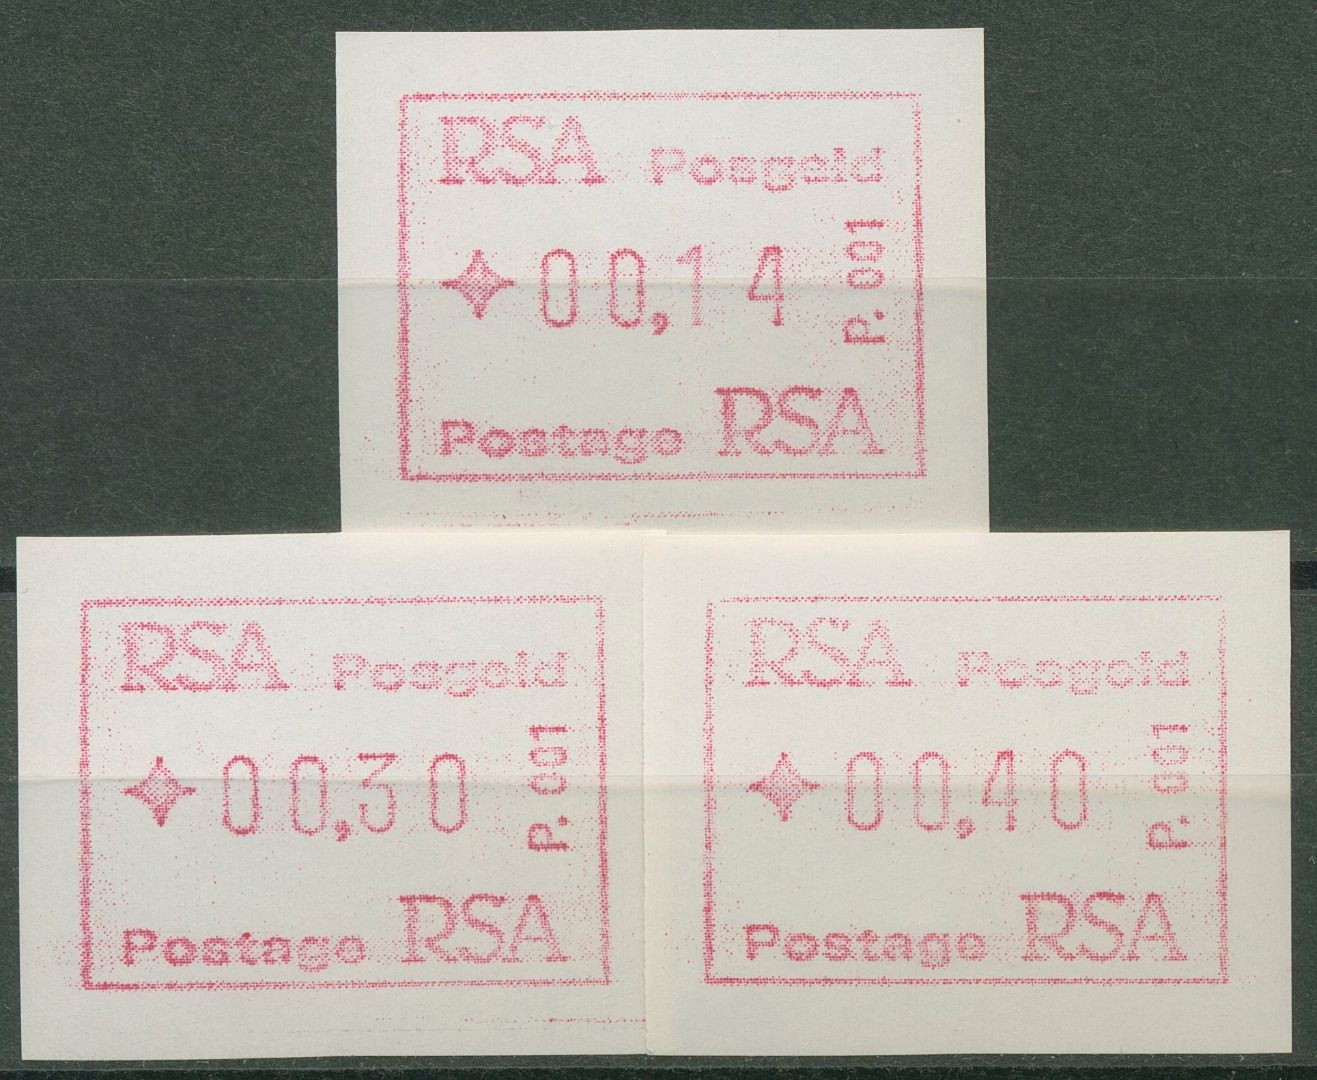 RSA Posgeld
00,14
P. 001
Postage RSA
RSA Posgeld
00,30
P. 001
Postage RSA
RSA Posgeld
00,40
P. 001
Postage RSA